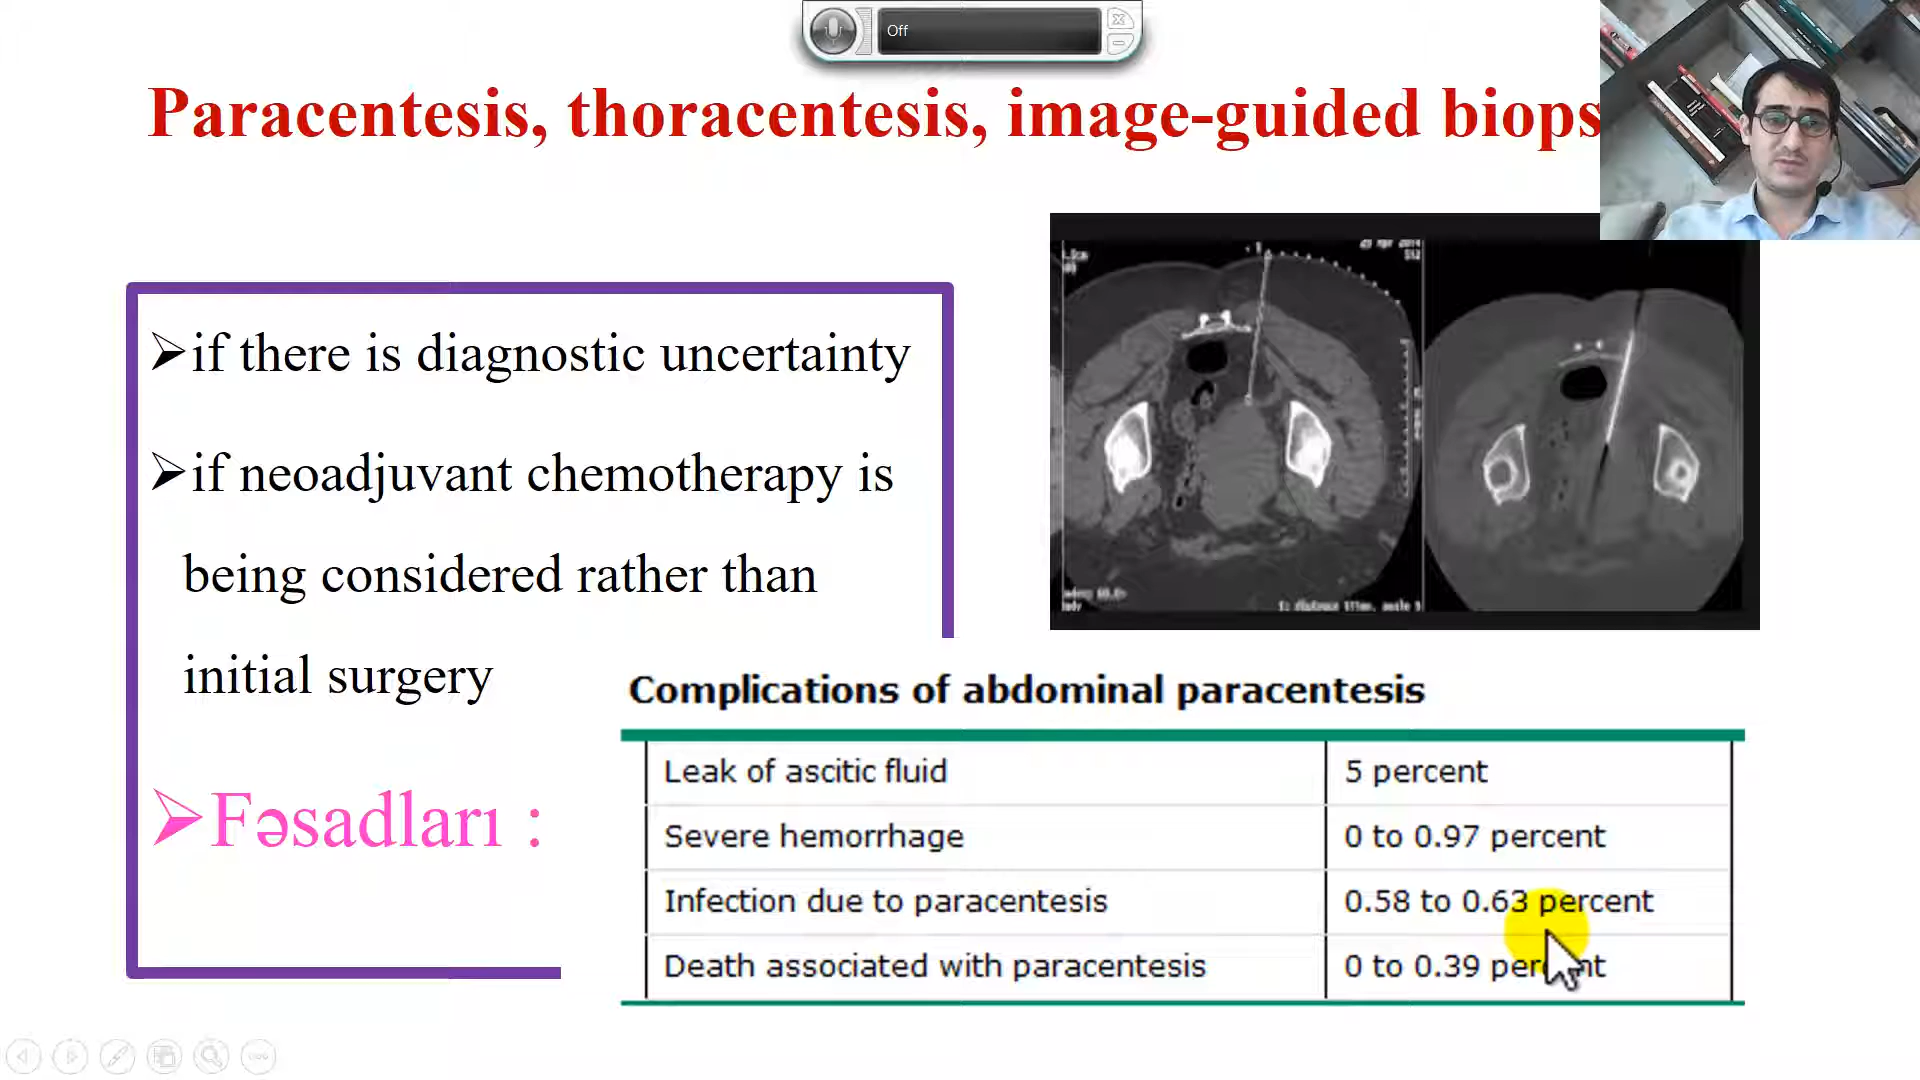 Off
Paracentesis, thoracentesis, image-guided biops
➢if there is diagnostic uncertainty
➢if neoadjuvant chemotherapy is
being considered rather than
initial surgery
➢Fəsadları :
Complications of abdominal paracentesis
Leak of ascitic fluid 5 percent
Severe hemorrhage 0 to 0.97 percent
Infection due to paracentesis 0.58 to 0.63 percent
Death associated with paracentesis 0 to 0.39 percent